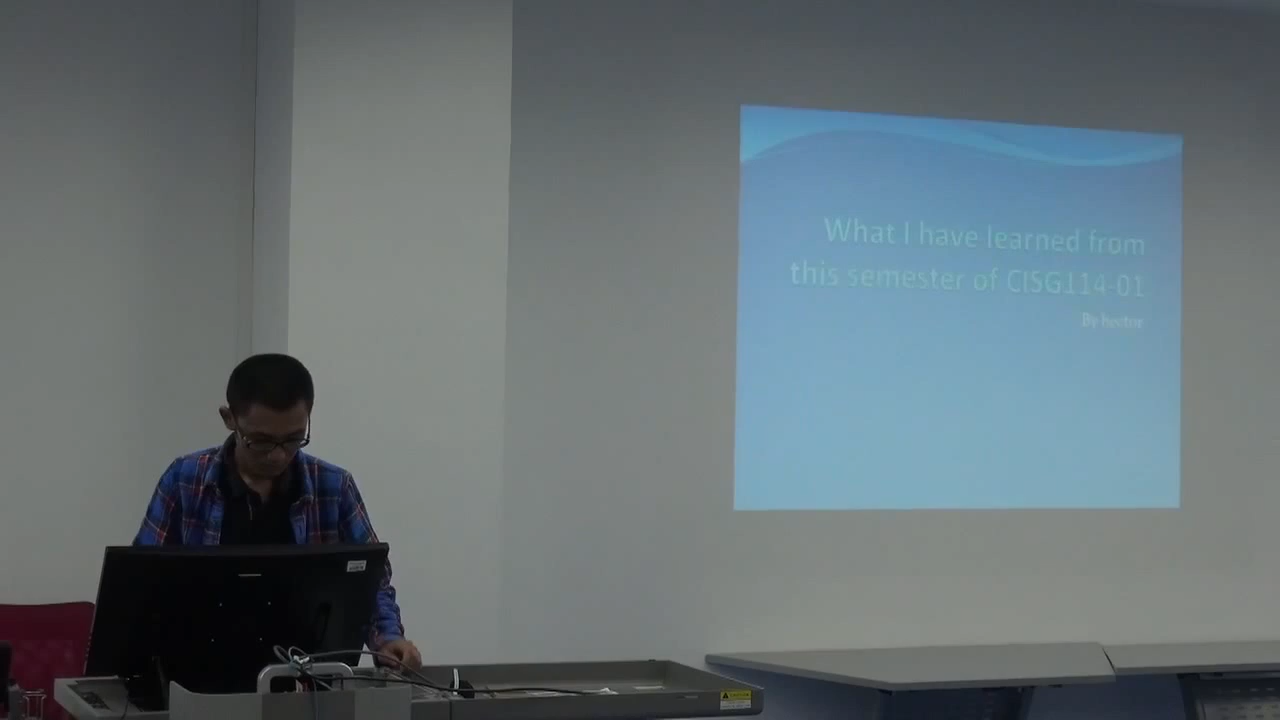 What I have learned from
this semester of CISG114-01
By hector